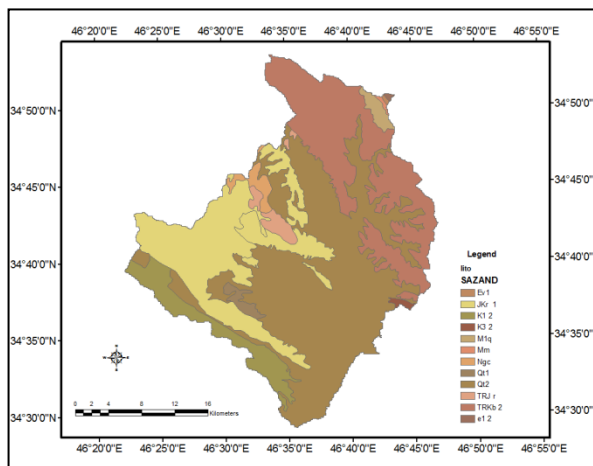 46°20'0"E 46°25'0"E 46°30'0"E 46°35'0"E 46°40'0"E 46°45'0"E 46°50'0"E 46°55'0"E
34°50'0"N 34°50'0"N
34°45'0"N 34°45'0"N
34°40'0"N 34°40'0"N
34°35'0"N 34°35'0"N
34°30'0"N 34°30'0"N
Legend
lito
SAZAND
Ev1
JKr 1
K1 2
K3 2
M1q
Mm
Ngc
Qt1
Qt2
TRJ r
TRKb 2
e1 2
0 2 4 8 12 16
Kilometers
46°20'0"E 46°25'0"E 46°30'0"E 46°35'0"E 46°40'0"E 46°45'0"E 46°50'0"E 46°55'0"E